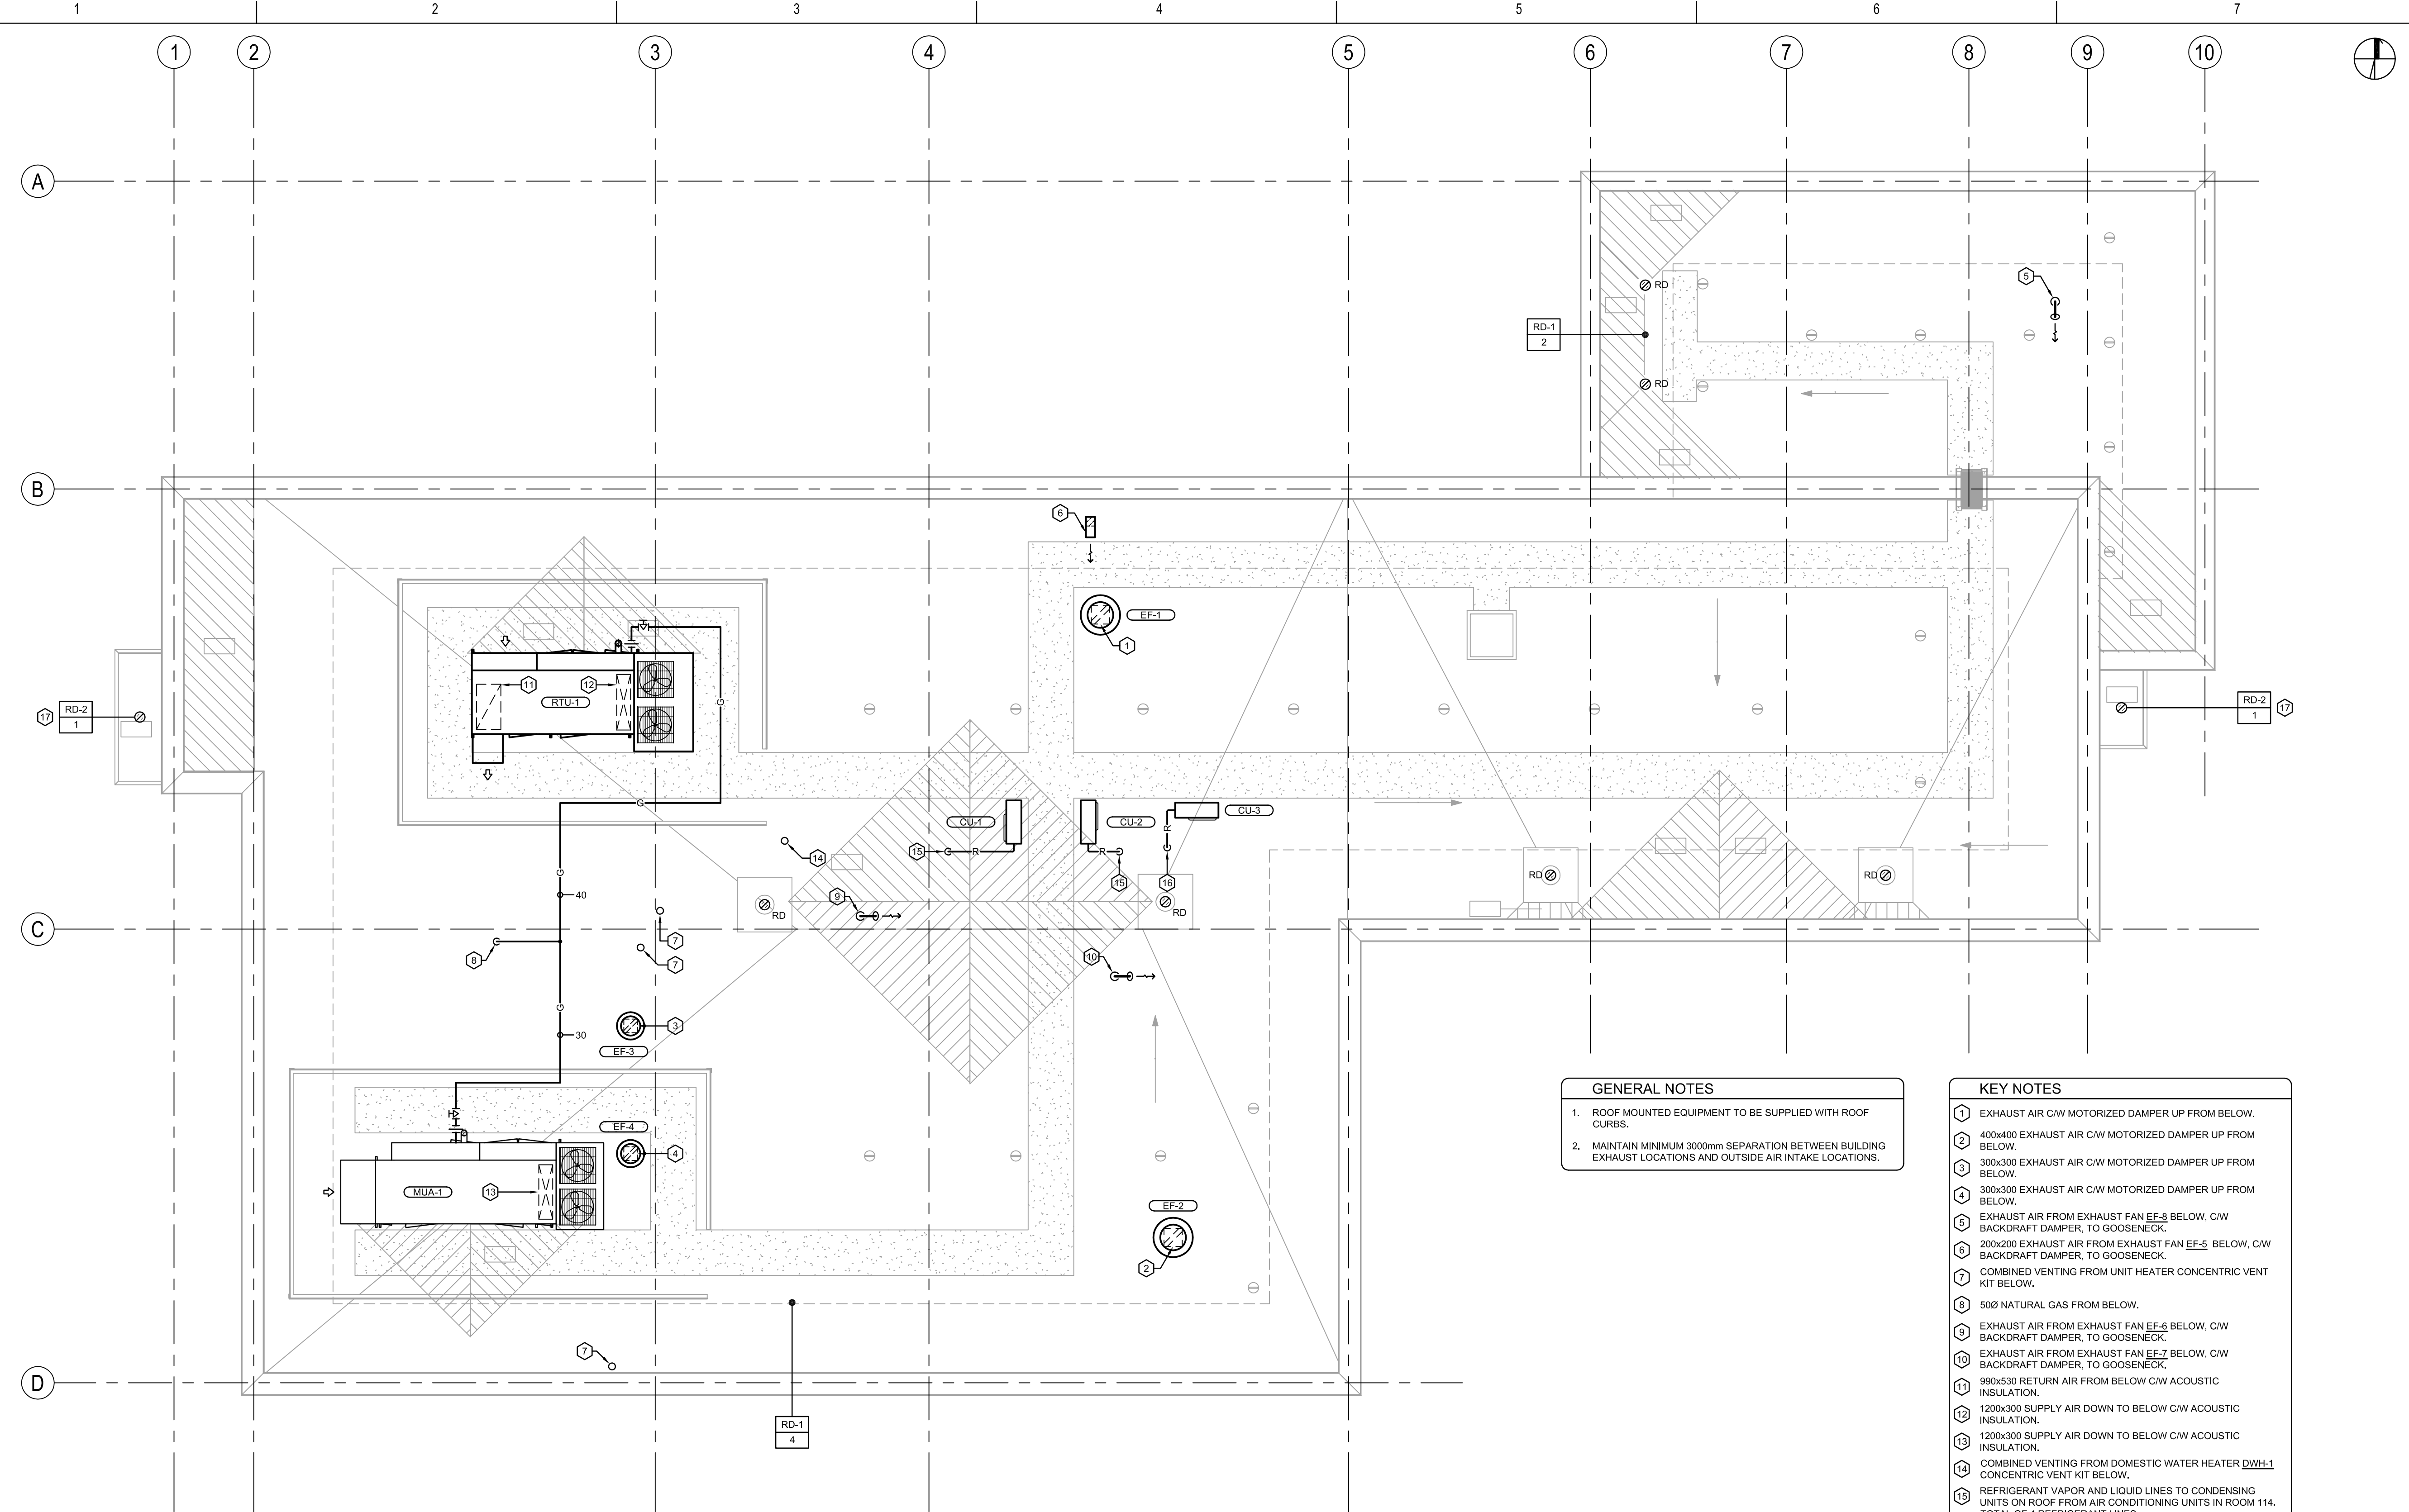 1 2 3 4 5 6 7
1 2 3 4 5 6 7 8 9 10
A
5
RD
RD-1
2
RD
B
6
EF-1
1
11 12
RTU-1
G
17 RD-2
1
RD-2 17
1
G
CU-1 CU-2 CU-3
R
15 R R
14
G
15 16
RD RD
40
9
RD RD
C
7
8 10
7
G
3
30
EF-3
EF-4
4
MUA-1 13
EF-2
2
7
D
RD-1
4
GENERAL NOTES
1. ROOF MOUNTED EQUIPMENT TO BE SUPPLIED WITH ROOF
CURBS.
2. MAINTAIN MINIMUM 3000mm SEPARATION BETWEEN BUILDING
EXHAUST LOCATIONS AND OUTSIDE AIR INTAKE LOCATIONS.
KEY NOTES
1 EXHAUST AIR C/W MOTORIZED DAMPER UP FROM BELOW.
2 400x400 EXHAUST AIR C/W MOTORIZED DAMPER UP FROM
BELOW.
3 300x300 EXHAUST AIR C/W MOTORIZED DAMPER UP FROM
BELOW.
4 300x300 EXHAUST AIR C/W MOTORIZED DAMPER UP FROM
BELOW.
5 EXHAUST AIR FROM EXHAUST FAN EF-8 BELOW, C/W
BACKDRAFT DAMPER, TO GOOSENECK.
6 200x200 EXHAUST AIR FROM EXHAUST FAN EF-5 BELOW, C/W
BACKDRAFT DAMPER, TO GOOSENECK.
7 COMBINED VENTING FROM UNIT HEATER CONCENTRIC VENT
KIT BELOW.
8 50Ø NATURAL GAS FROM BELOW.
9 EXHAUST AIR FROM EXHAUST FAN EF-6 BELOW, C/W
BACKDRAFT DAMPER, TO GOOSENECK.
10 EXHAUST AIR FROM EXHAUST FAN EF-7 BELOW, C/W
BACKDRAFT DAMPER, TO GOOSENECK.
11 990x530 RETURN AIR FROM BELOW C/W ACOUSTIC
INSULATION.
12 1200x300 SUPPLY AIR DOWN TO BELOW C/W ACOUSTIC
INSULATION.
13 1200x300 SUPPLY AIR DOWN TO BELOW C/W ACOUSTIC
INSULATION.
14 COMBINED VENTING FROM DOMESTIC WATER HEATER DWH-1
CONCENTRIC VENT KIT BELOW.
15 REFRIGERANT VAPOR AND LIQUID LINES TO CONDENSING
UNITS ON ROOF FROM AIR CONDITIONING UNITS IN ROOM 114.